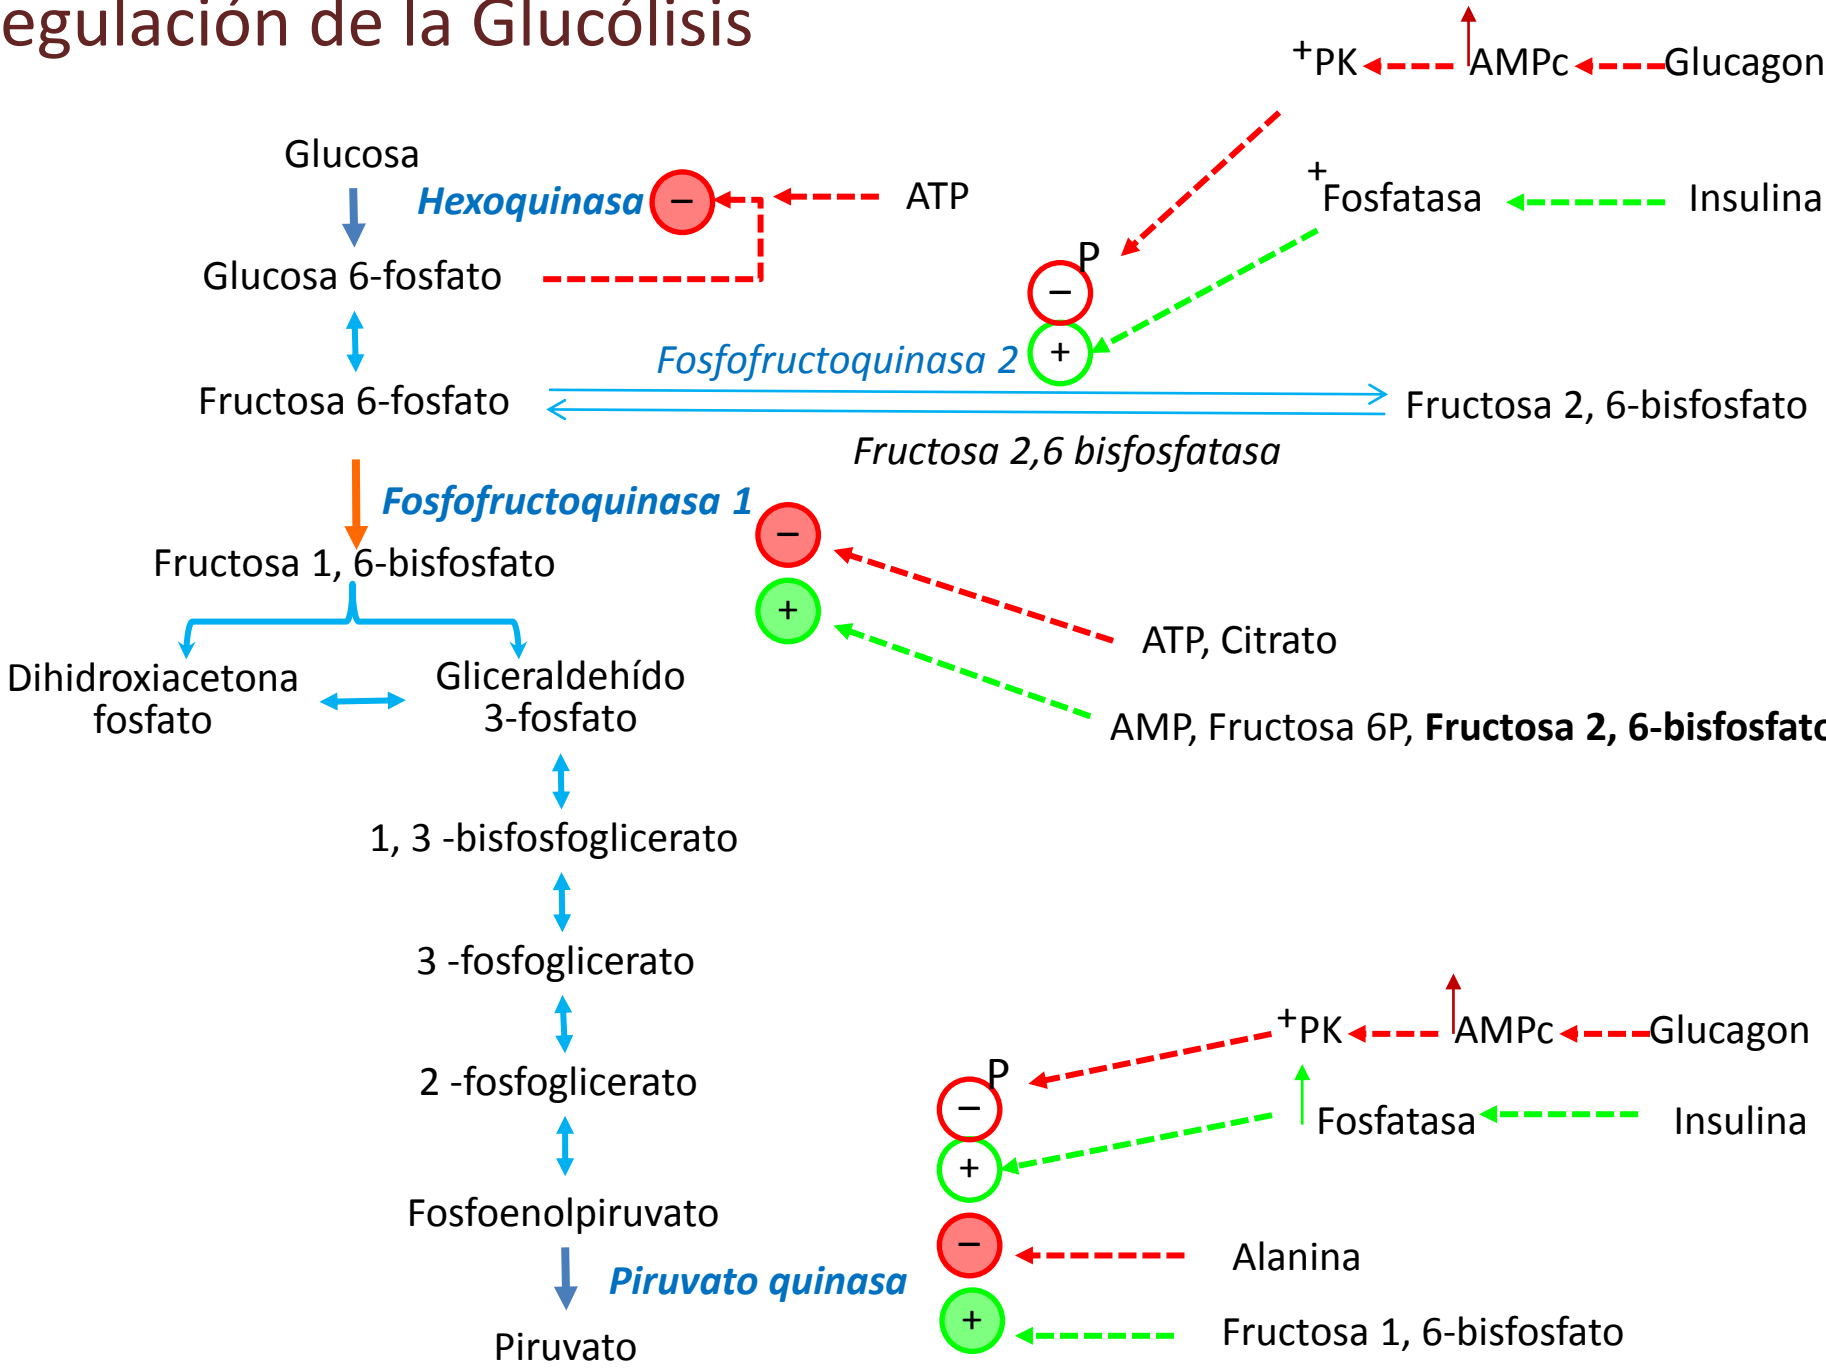 egulación de la Glucólisis
+PK
AMPc
Glucagon
Glucosa
Hexoquinasa
−
ATP
+
Fosfatasa
Insulina
Glucosa 6-fosfato
P
−
+
Fosfofructoquinasa 2
Fructosa 6-fosfato
Fructosa 2, 6-bisfosfato
Fructosa 2,6 bisfosfatasa
Fosfofructoquinasa 1
−
Fructosa 1, 6-bisfosfato
+
ATP, Citrato
Dihidroxiacetona
fosfato
Gliceraldehído
3-fosfato
AMP, Fructosa 6P, Fructosa 2, 6-bisfosfato
1, 3 -bisfosfoglicerato
3 -fosfoglicerato
+PK
AMPc
Glucagon
2 -fosfoglicerato
P
−
Fosfatasa
Insulina
+
Fosfoenolpiruvato
−
Alanina
Piruvato quinasa
+
Fructosa 1, 6-bisfosfato
Piruvato